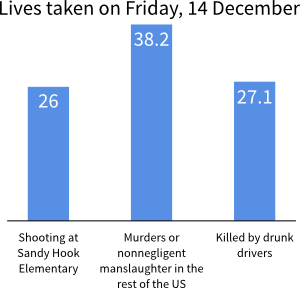 Lives taken on Friday, 14 December
38.2
26
27.1
Shooting at
Sandy Hook
Elementary
Murders or
nonnegligent
manslaughter in the
rest of the US
Killed by drunk
drivers